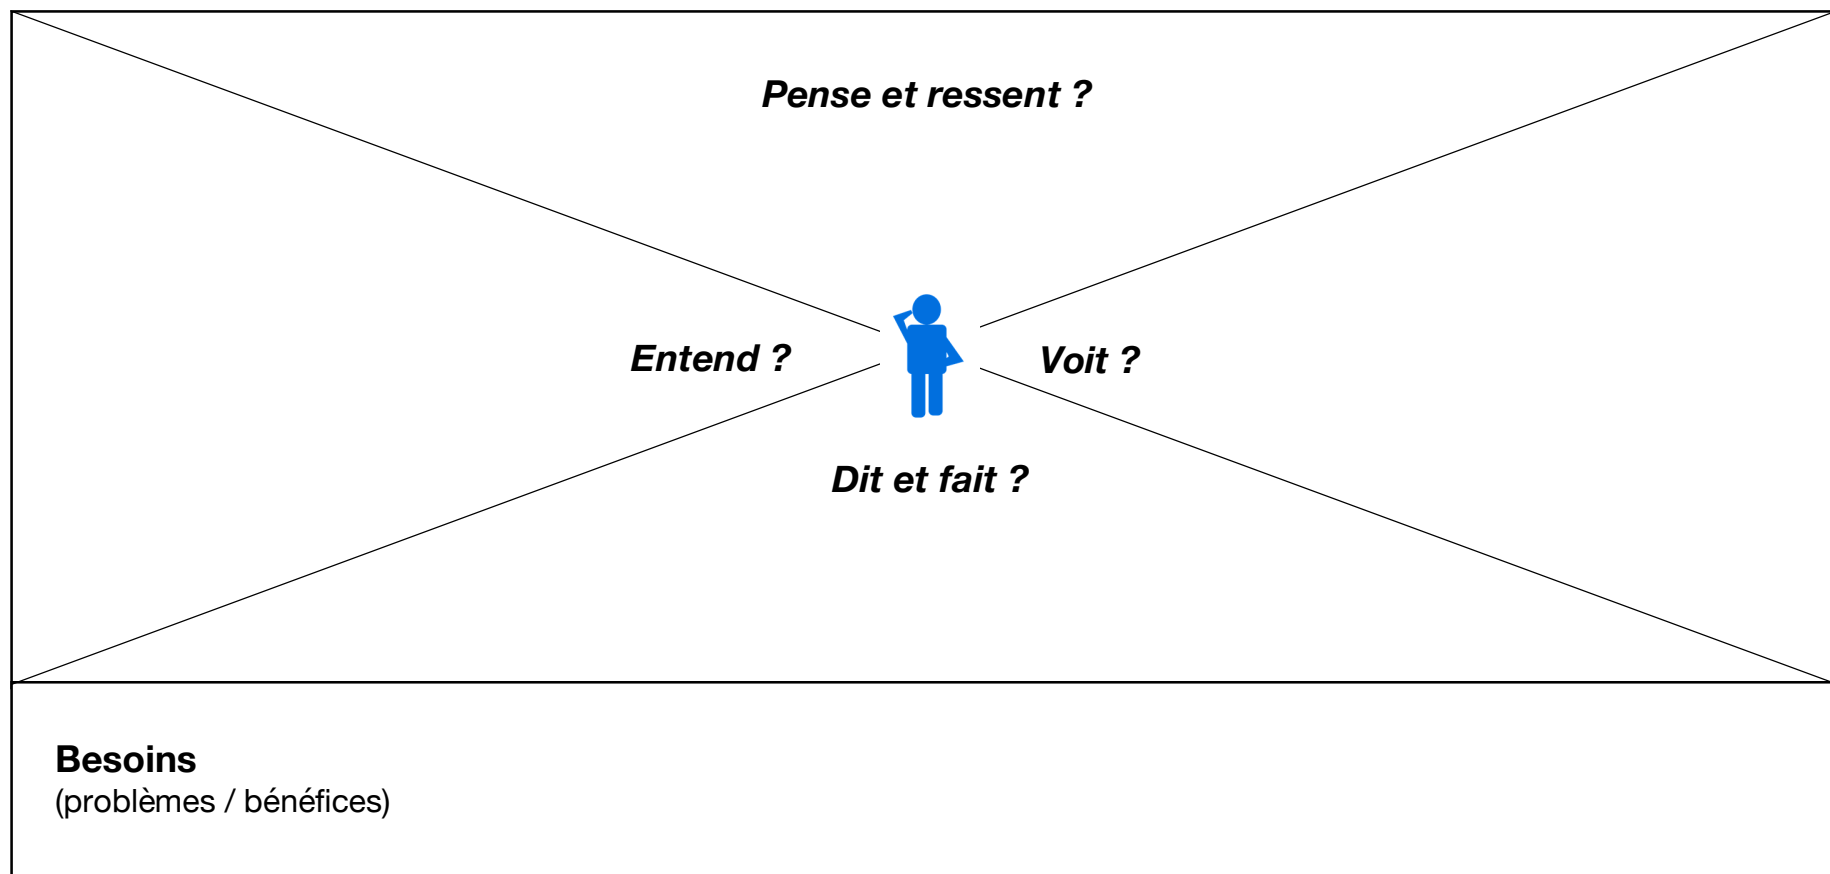 Pense et ressent ?
Entend ?
Voit ?
Dit et fait ?
Besoins
(problèmes / bénéfices)